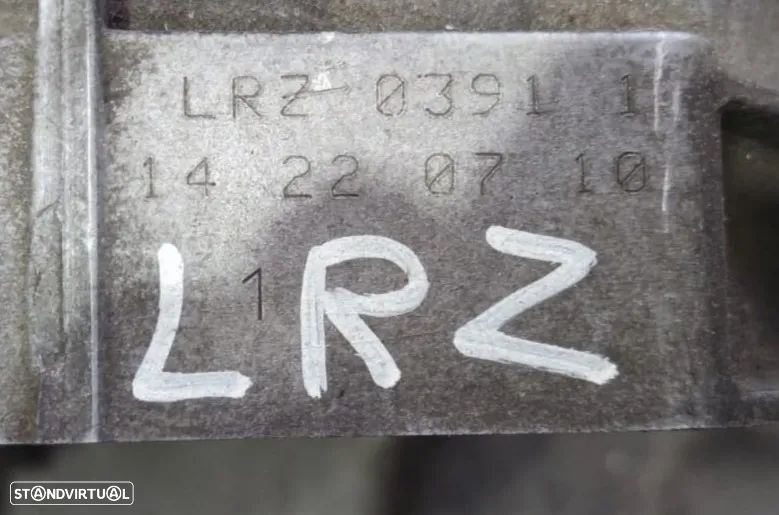 LRZ 0391 1
14 22 07 10
1
LRZ
STANDVIRTUAL